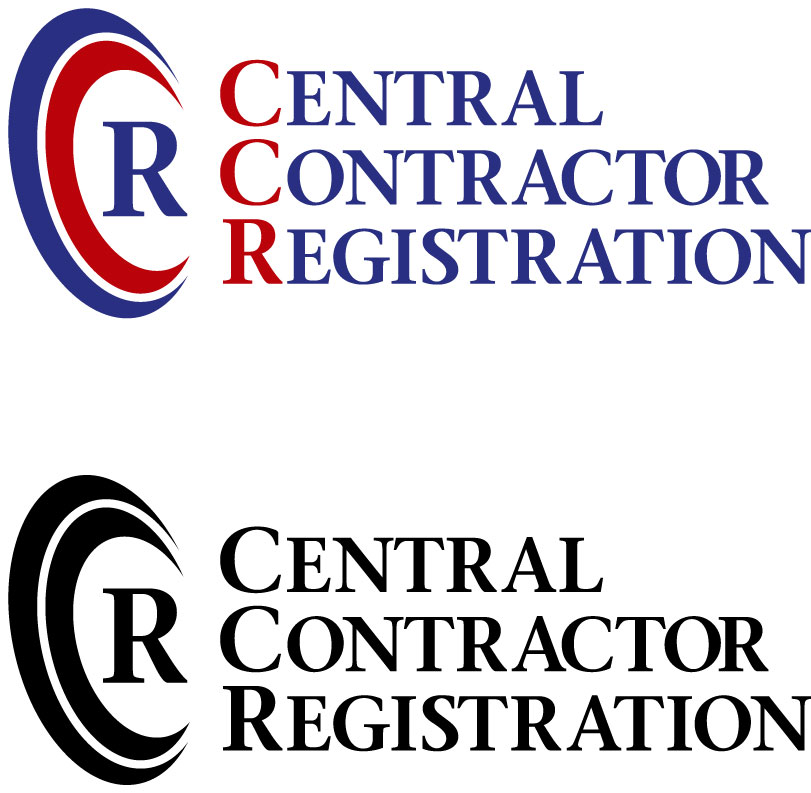 R
CENTRAL
CONTRACTOR
REGISTRATION
R
CENTRAL
CONTRACTOR
REGISTRATION